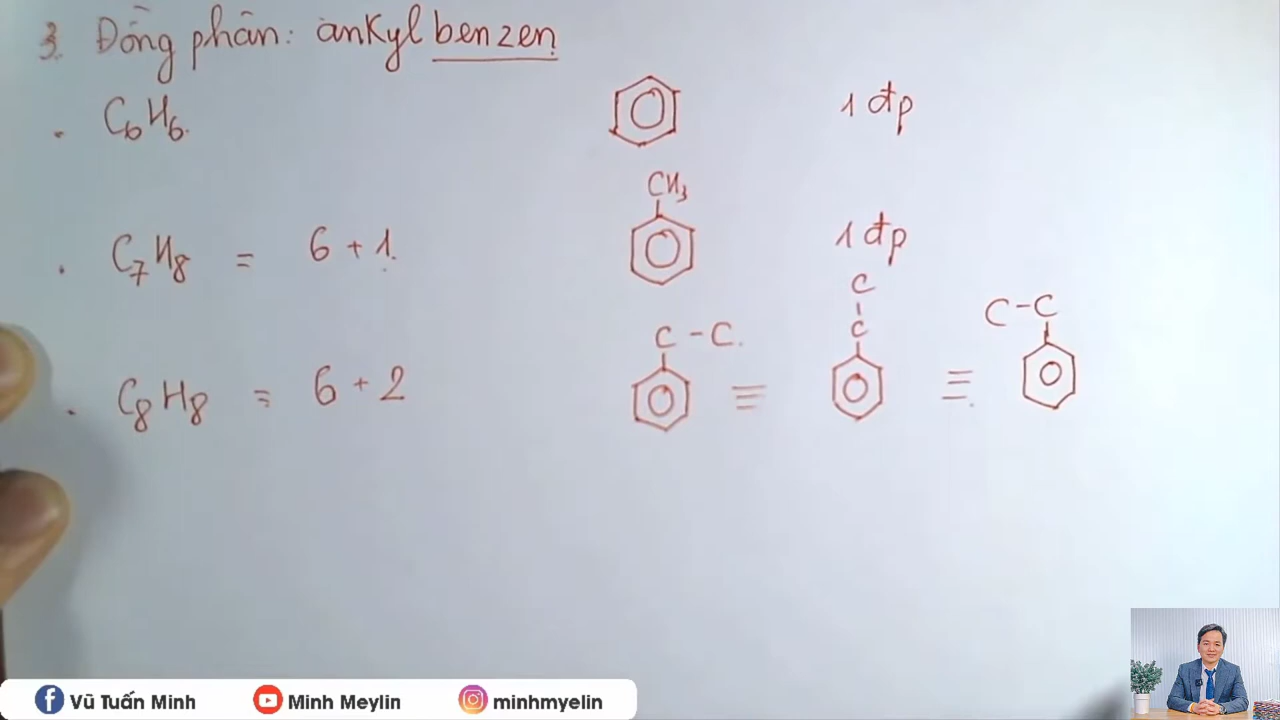 3. Đồng phân: ankyl benzen
. C6H6. 1 đp
CH3
. C7H8 = 6 + 1. 1 đp
C
C - C. C C - C
. C8H8 = 6 + 2 ≡ ≡
Vũ Tuấn Minh Minh Meylin minhmyelin